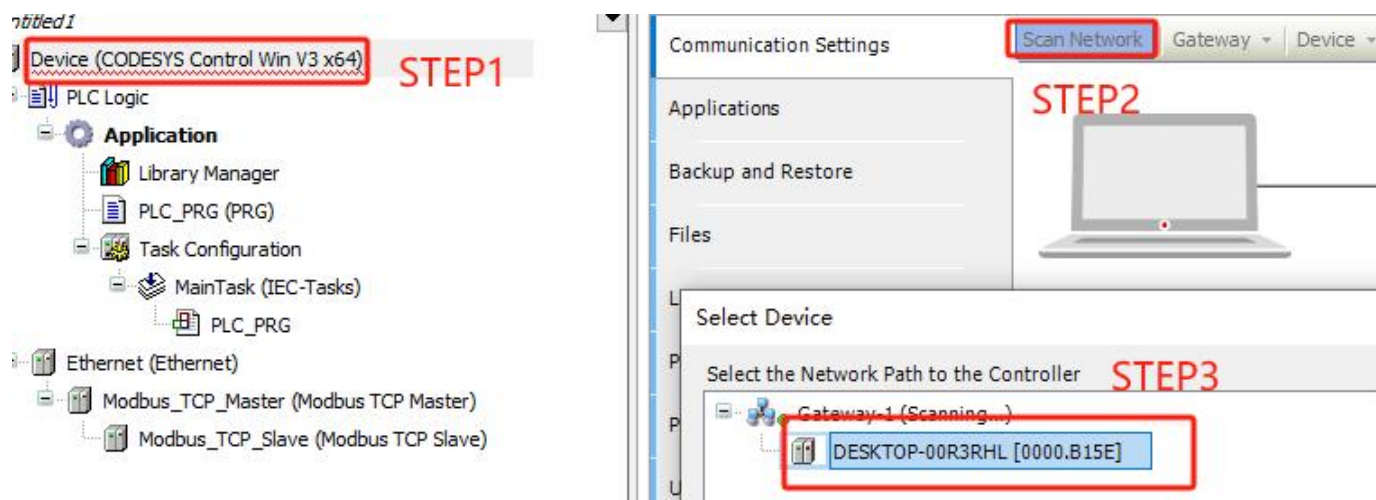 Device (CODESYS Control Win V3 x64)
STEP1
PLC Logic
Application
Library Manager
PLC_PRG (PRG)
Task Configuration
MainTask (IEC-Tasks)
PLC_PRG
Ethernet (Ethernet)
Modbus_TCP_Master (Modbus TCP Master)
Modbus_TCP_Slave (Modbus TCP Slave)
Communication Settings
Applications
Backup and Restore
Files
Scan Network
Gateway
Device
STEP2
Select Device
Select the Network Path to the Controller
STEP3
Gateway-1 (Scanning...)
DESKTOP-00R3RHL [0000.B15E]